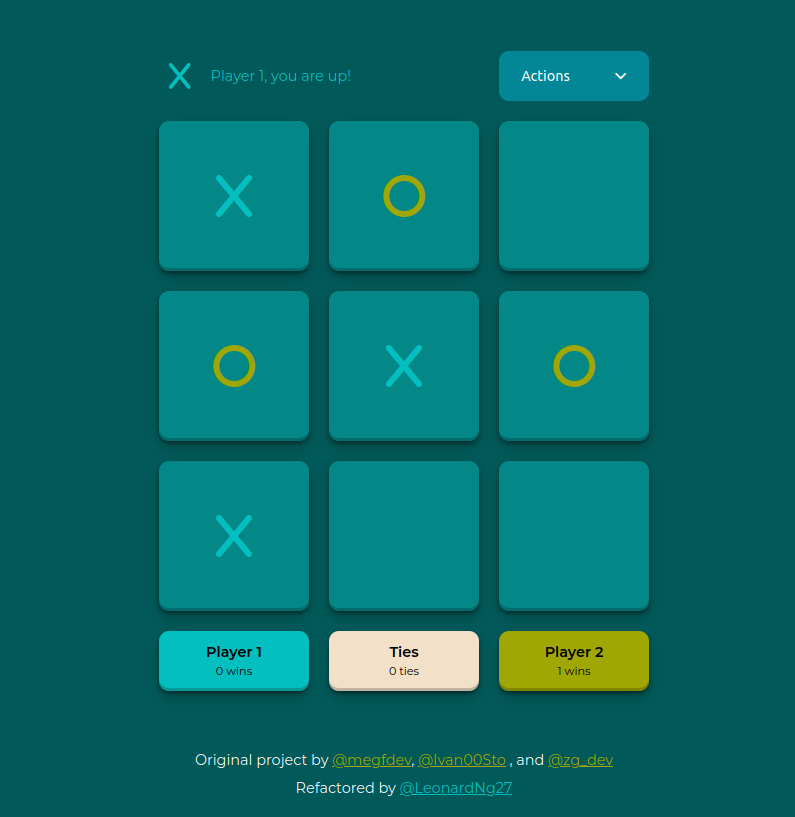 Player 1, you are up!
Actions
Player 1
0 wins
Ties
0 ties
Player 2
1 wins
Original project by @megfdev, @Ivan00Sto , and @zg_dev
Refactored by @LeonardNg27